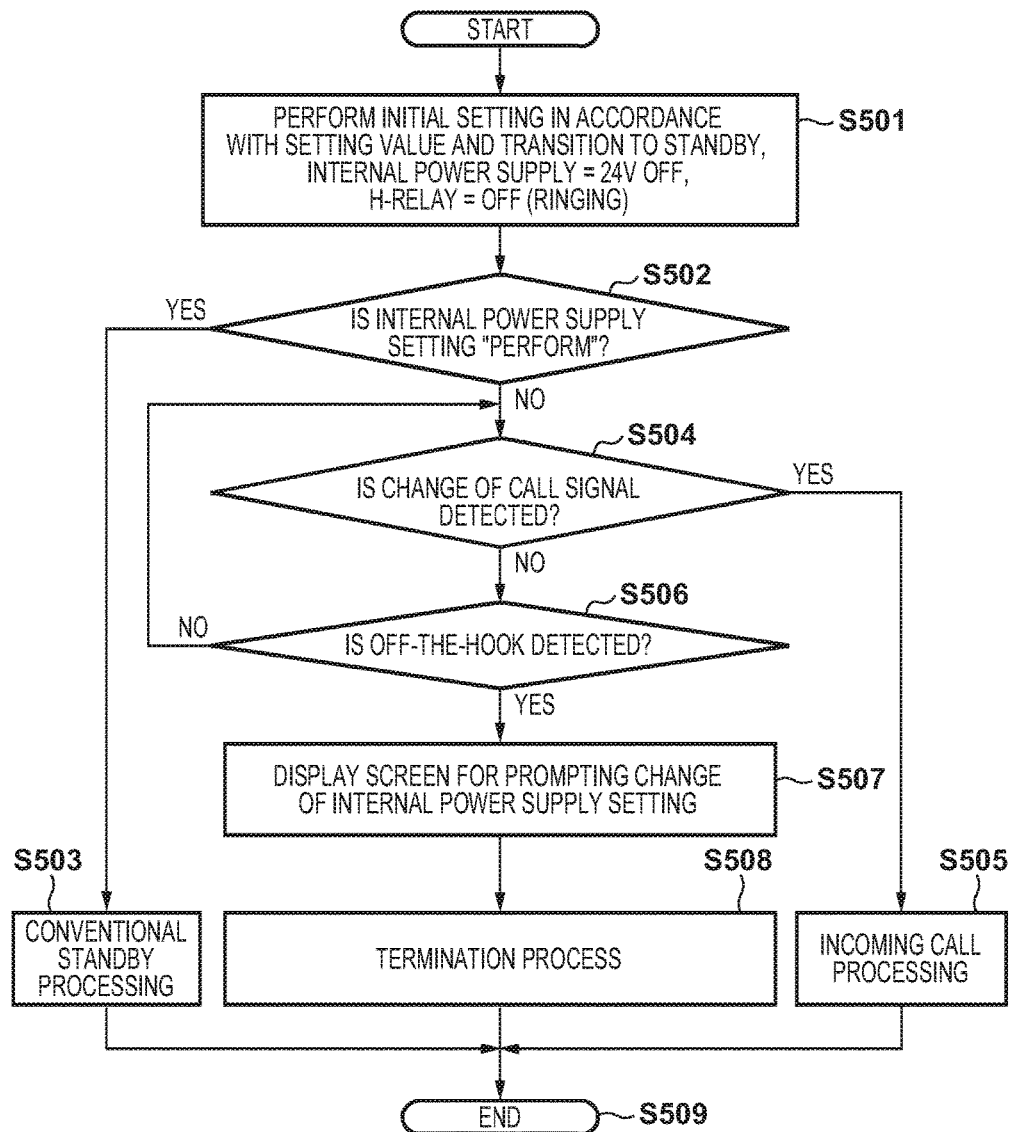 START
PERFORM INITIAL SETTING IN ACCORDANCE
WITH SETTING VALUE AND TRANSITION TO STANDBY,
INTERNAL POWER SUPPLY = 24V OFF,
H-RELAY = OFF (RINGING)
S501
S502
YES
IS INTERNAL POWER SUPPLY
SETTING "PERFORM"?
NO
S504
YES
IS CHANGE OF CALL SIGNAL
DETECTED?
NO
S506
NO
IS OFF-THE-HOOK DETECTED?
YES
DISPLAY SCREEN FOR PROMPTING CHANGE
OF INTERNAL POWER SUPPLY SETTING
S507
S503
CONVENTIONAL
STANDBY
PROCESSING
S508
TERMINATION PROCESS
S505
INCOMING CALL
PROCESSING
END
S509